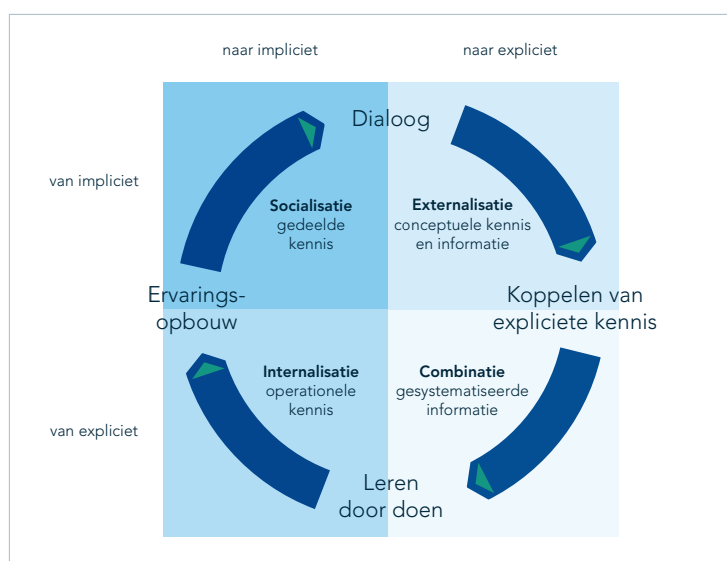 naar impliciet
naar expliciet
Dialoog
van impliciet
Socialisatie
gedeelde
kennis
Externalisatie
conceptuele kennis
en informatie
Ervarings-
opbouw
Koppelen van
expliciete kennis
Internalisatie
operationele
kennis
Combinatie
gesystematiseerde
informatie
van expliciet
Leren
door doen